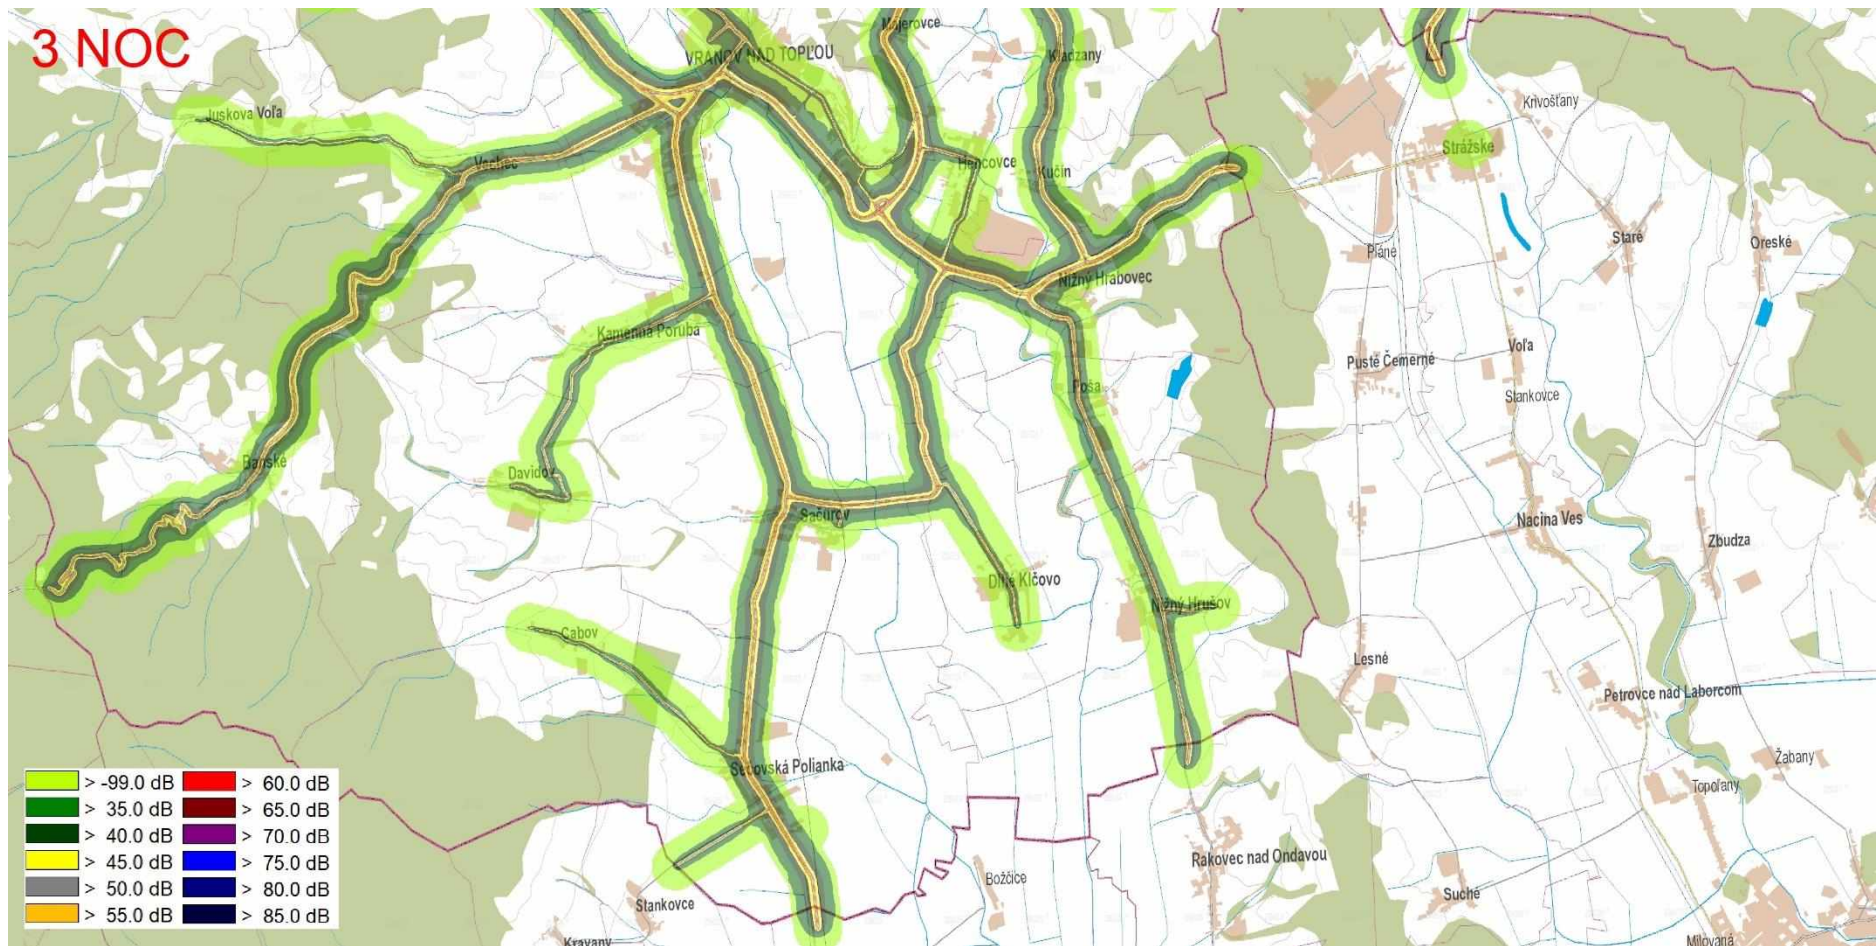 3 NOC
Majerovce
VRANOV NAD TOPĽOU
Kladzany
Krivošťany
Juskova Voľa
Strážske
Vechec
Hencovce
Kučín
Staré
Oreské
Pláne
Nižný Hrabovec
Kamenná Poruba
Voľa
Pusté Čemerné
Poša
Stankovce
Banské
Davidov
Sačurov
Nacina Ves
Zbudza
Dlhé Klčovo
Nižný Hrušov
Cabov
Lesné
Petrovce nad Laborcom
Sečovská Polianka
Žabany
Topoľany
> -99.0 dB > 60.0 dB
> 35.0 dB > 65.0 dB
> 40.0 dB > 70.0 dB
> 45.0 dB > 75.0 dB
> 50.0 dB > 80.0 dB
> 55.0 dB > 85.0 dB
Rakovec nad Ondavou
Božčice
Suché
Stankovce
Kravany
Milovaná